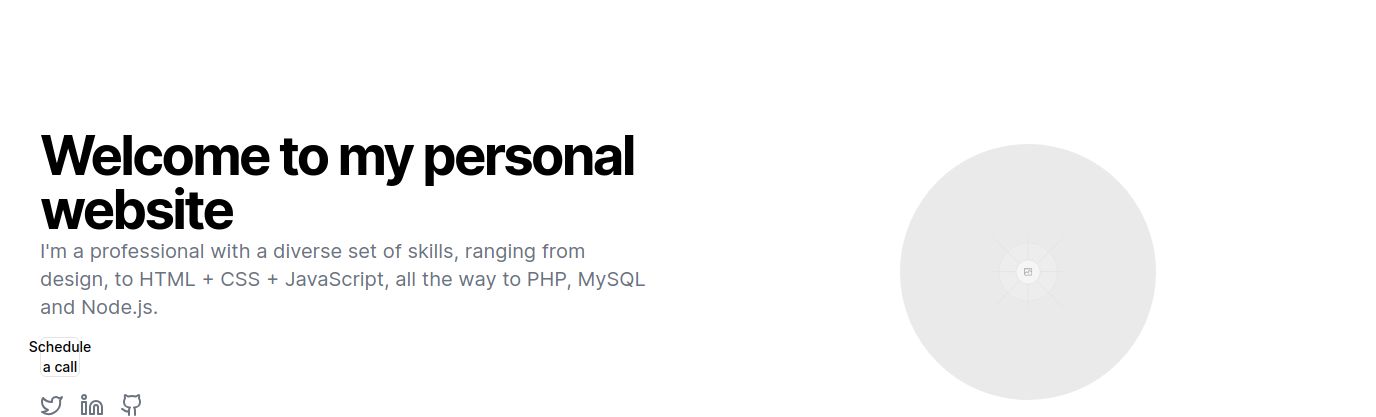 Welcome to my personal
website
I'm a professional with a diverse set of skills, ranging from
design, to HTML + CSS + JavaScript, all the way to PHP, MySQL
and Node.js.
Schedule
a call